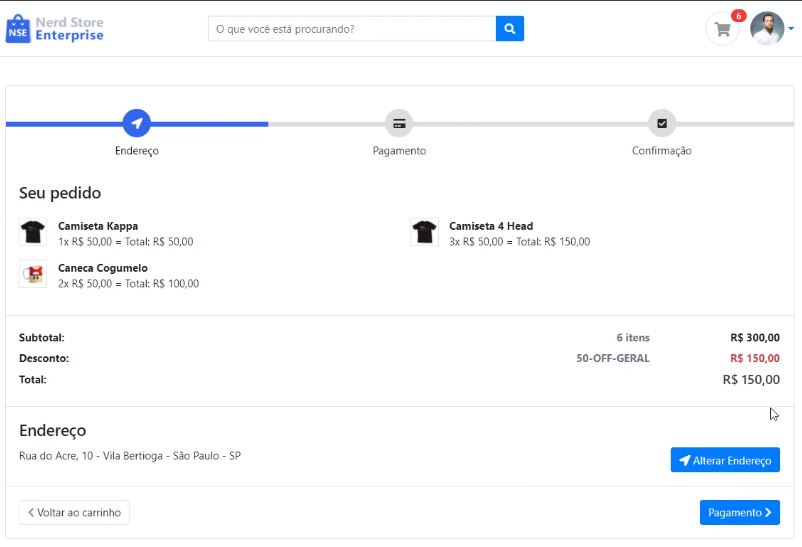 NSE
Nerd Store
Enterprise
O que você está procurando?
6
Endereço
Pagamento
Confirmação
Seu pedido
Camiseta Kappa
1x R$ 50,00 = Total: R$ 50,00
Camiseta 4 Head
3x R$ 50,00 = Total: R$ 150,00
Caneca Cogumelo
2x R$ 50,00 = Total: R$ 100,00
Subtotal: 6 itens R$ 300,00
Desconto: 50-OFF-GERAL R$ 150,00
Total: R$ 150,00
Endereço
Rua do Acre, 10 - Vila Bertioga - São Paulo - SP
Alterar Endereço
Voltar ao carrinho
Pagamento